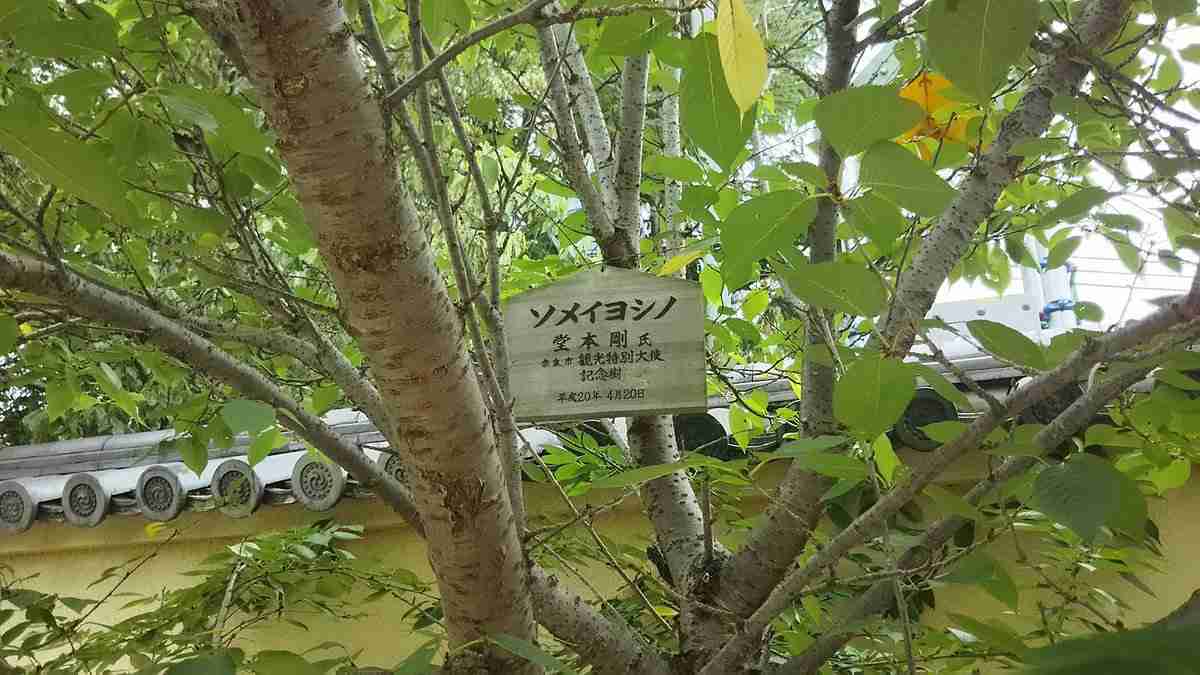 ソメイヨシノ
堂本剛氏
奈良市観光特別大使
記念樹
平成20年 4月20日